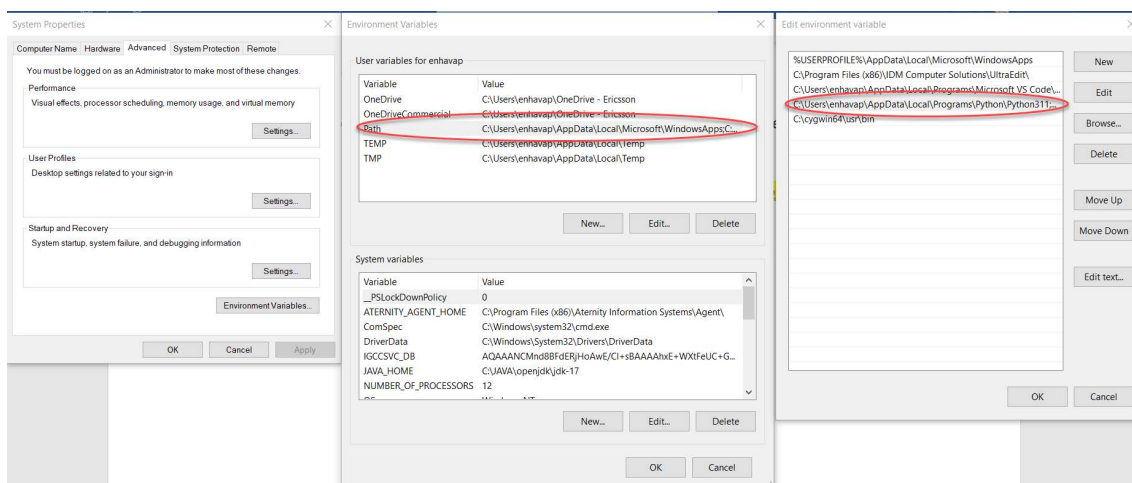 System Properties
Computer Name Hardware Advanced System Protection Remote
You must be logged on as an Administrator to make most of these changes.
Performance
Visual effects, processor scheduling, memory usage, and virtual memory
Settings...
User Profiles
Desktop settings related to your sign-in
Settings...
Startup and Recovery
System startup, system failure, and debugging information
Settings...
Environment Variables...
OK Cancel Apply
Environment Variables
User variables for enhavap
Variable Value
OneDrive C:\Users\enhavap\OneDrive - Ericsson
OneDriveCommercial C:\Users\enhavap\OneDrive - Ericsson
Path C:\Users\enhavap\AppData\Local\Microsoft\WindowsApps;C...
TEMP C:\Users\enhavap\AppData\Local\Temp
TMP C:\Users\enhavap\AppData\Local\Temp
New... Edit... Delete
System variables
Variable Value
__PSLockDownPolicy 0
ATERNITY_AGENT_HOME C:\Program Files (x86)\Aternity Information Systems\Agent\
ComSpec C:\Windows\system32\cmd.exe
DriverData C:\Windows\System32\Drivers\DriverData
IGCCSVC_DB AQAAANCMnd8BFdERjHoAwE/Cl+sBAAAAhxE+WXtFeUC+G...
JAVA_HOME C:\JAVA\openjdk\jdk-17
NUMBER_OF_PROCESSORS 12
New... Edit... Delete
OK Cancel
Edit environment variable
%USERPROFILE%\AppData\Local\Microsoft\WindowsApps
C:\Program Files (x86)\IDM Computer Solutions\UltraEdit\
C:\Users\enhavap\AppData\Local\Programs\Microsoft VS Code\...
C:\Users\enhavap\AppData\Local\Programs\Python\Python311;...
C:\cygwin64\usr\bin
New
Edit
Browse...
Delete
Move Up
Move Down
Edit text...
OK Cancel